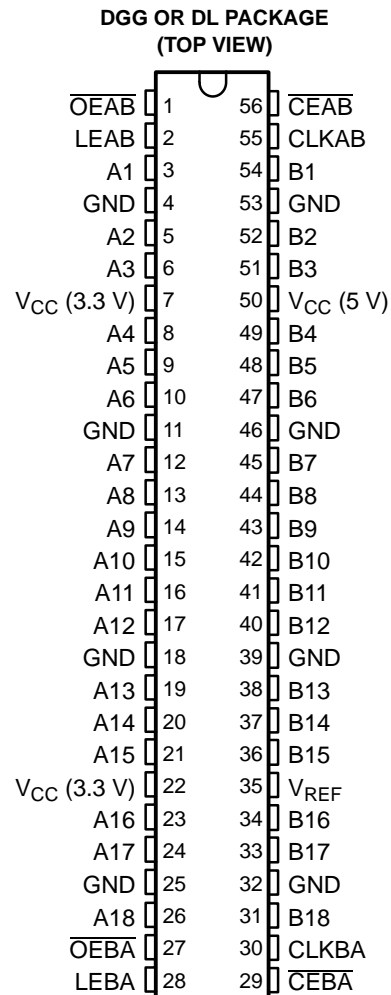 DGG OR DL PACKAGE
(TOP VIEW)
O̅E̅A̅B̅ 1 56 C̅E̅A̅B̅
LEAB 2 55 CLKAB
A1 3 54 B1
GND 4 53 GND
A2 5 52 B2
A3 6 51 B3
VCC (3.3 V) 7 50 VCC (5 V)
A4 8 49 B4
A5 9 48 B5
A6 10 47 B6
GND 11 46 GND
A7 12 45 B7
A8 13 44 B8
A9 14 43 B9
A10 15 42 B10
A11 16 41 B11
A12 17 40 B12
GND 18 39 GND
A13 19 38 B13
A14 20 37 B14
A15 21 36 B15
VCC (3.3 V) 22 35 VREF
A16 23 34 B16
A17 24 33 B17
GND 25 32 GND
A18 26 31 B18
O̅E̅B̅A̅ 27 30 CLKBA
LEBA 28 29 C̅E̅B̅A̅